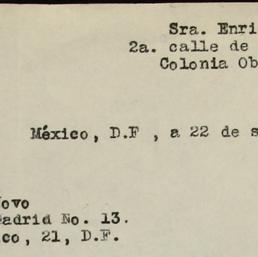 Sra. Enri
2a. calle de
Colonia Ob
México, D.F , a 22 de s
ovo
adrid No. 13.
co, 21, D.F.